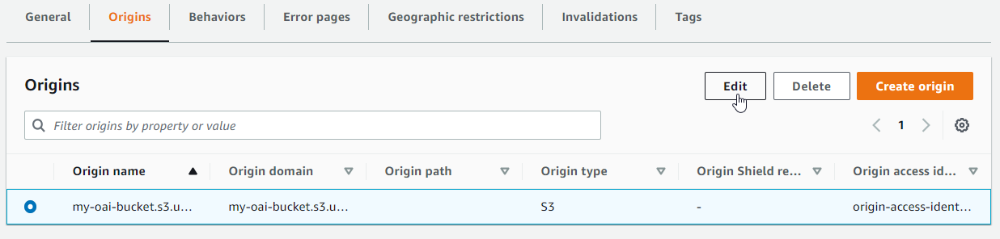 General Origins Behaviors Error pages Geographic restrictions Invalidations Tags
Origins Edit Delete Create origin
Filter origins by property or value 1
Origin name Origin domain Origin path Origin type Origin Shield re... Origin access id...
my-oai-bucket.s3.u... my-oai-bucket.s3.u... S3 - origin-access-ident...